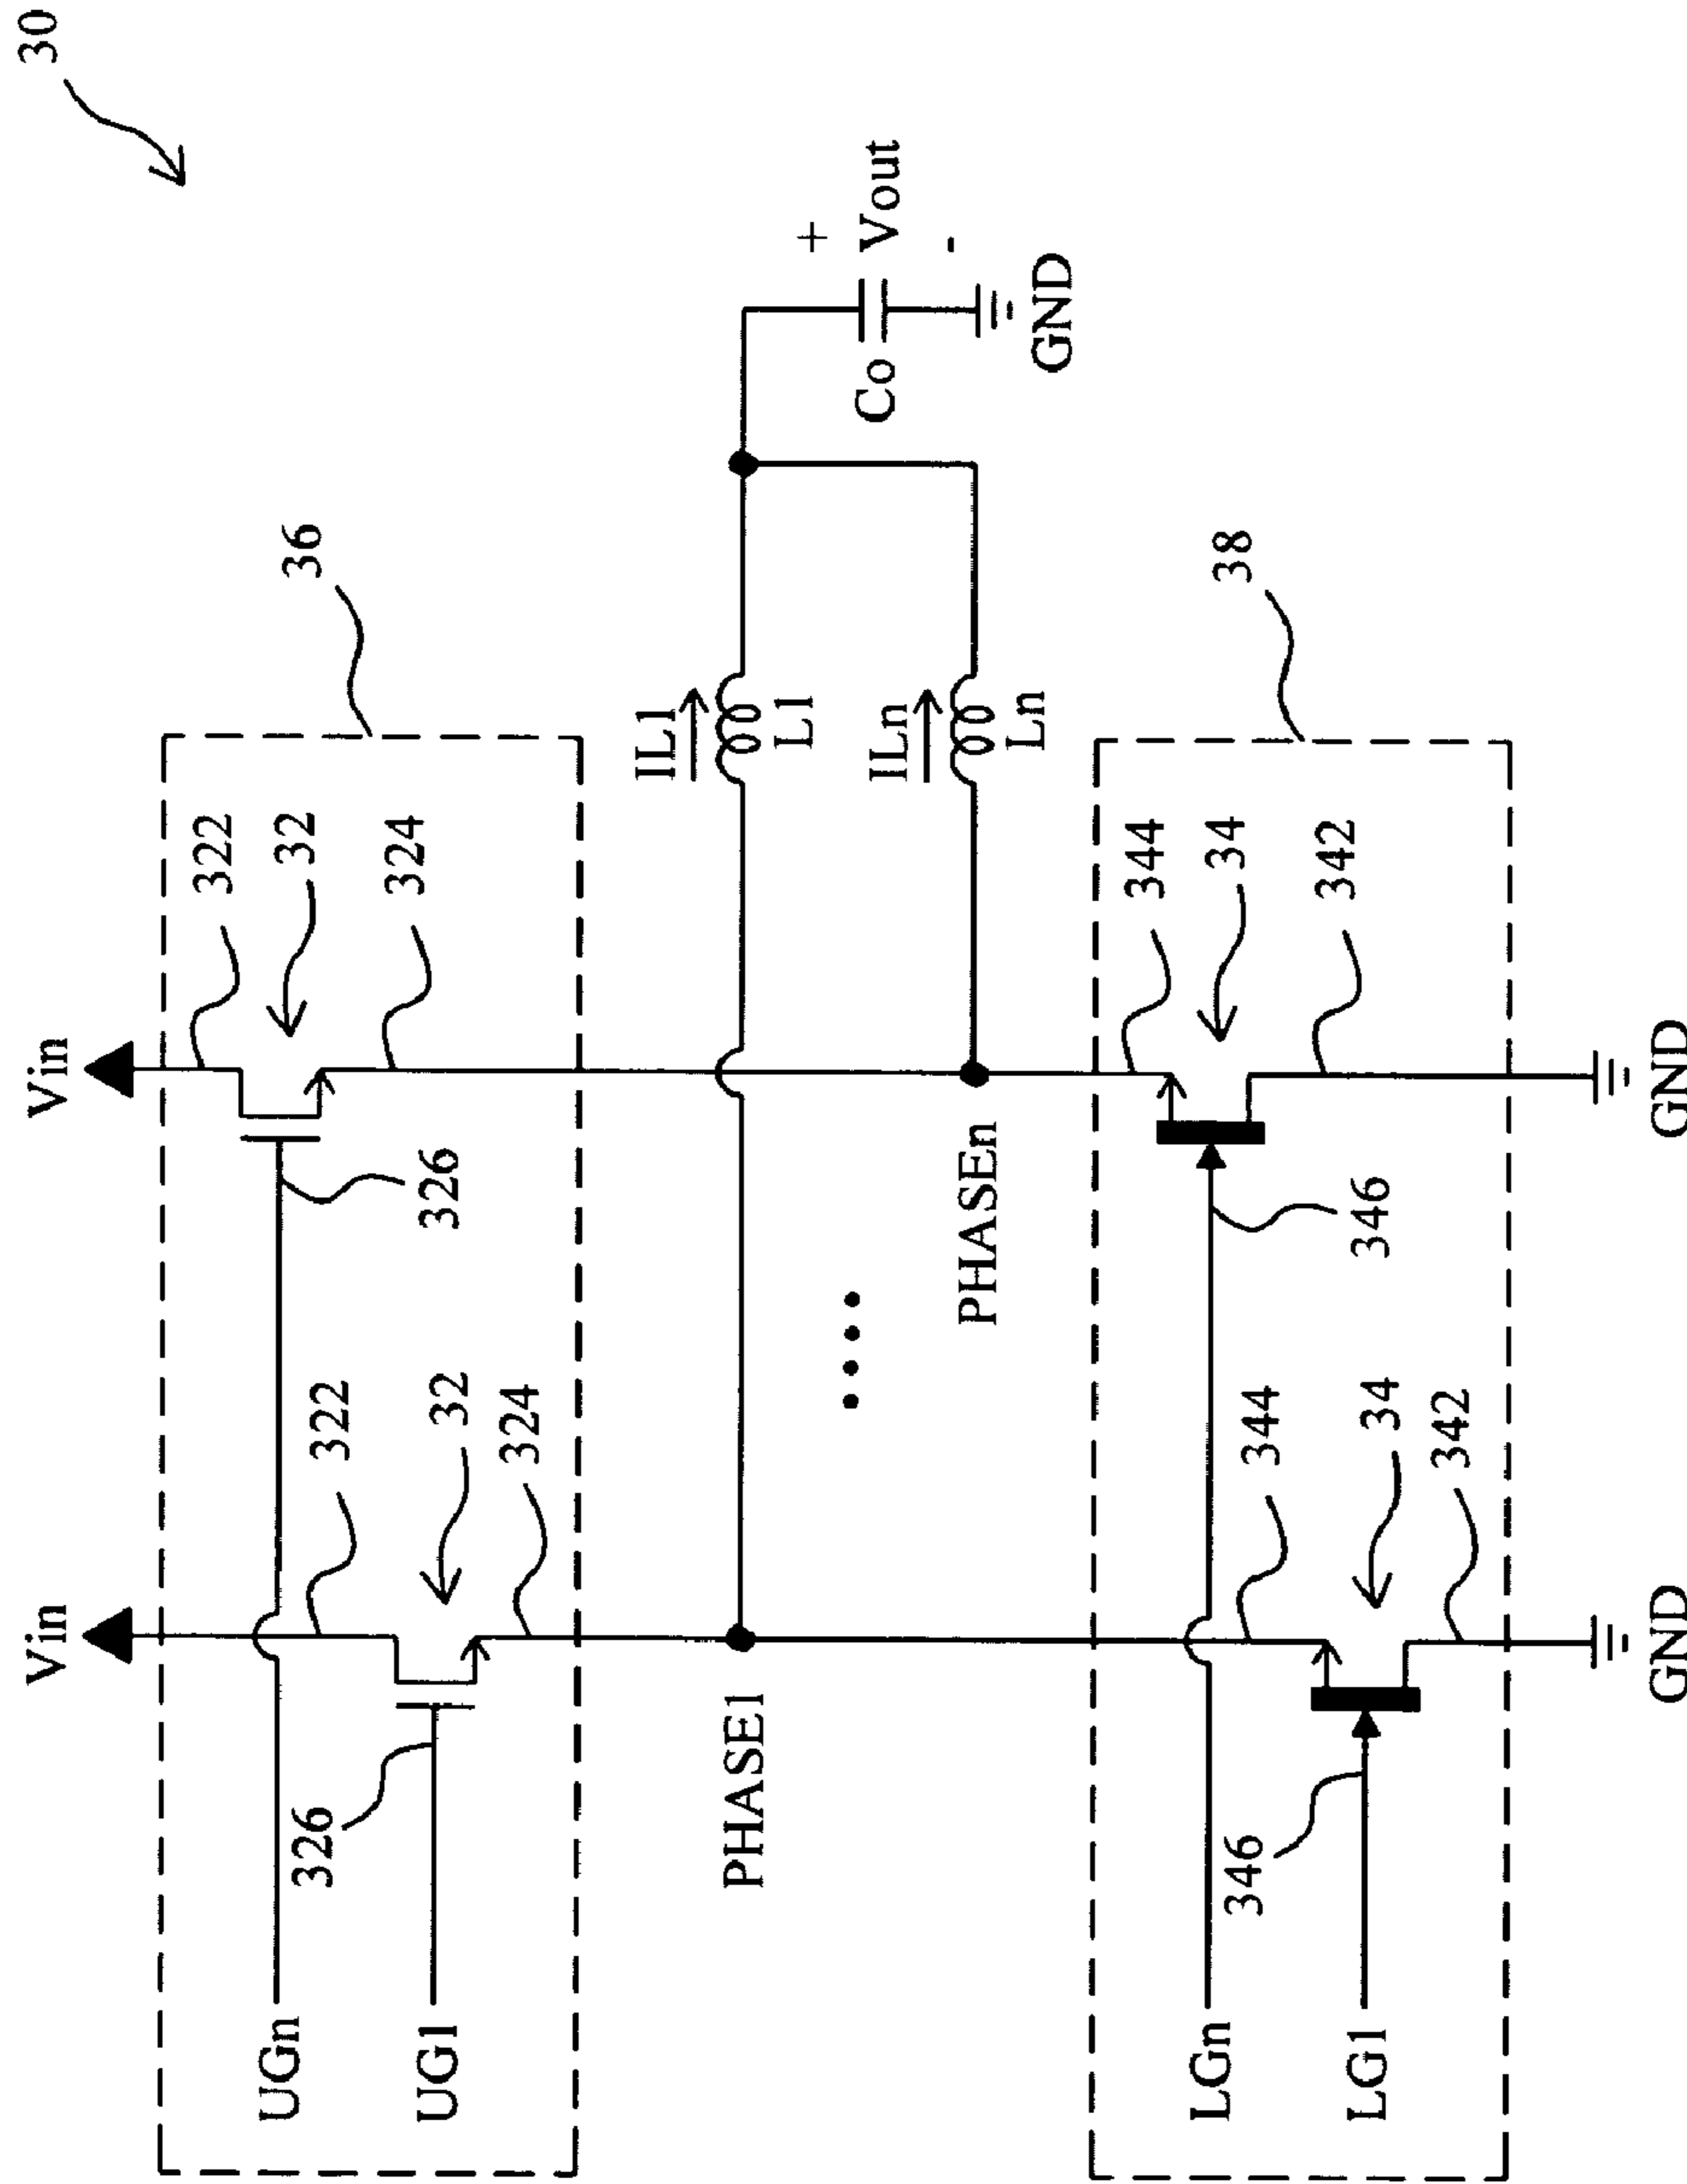 30
Vin
Vin
36
322
32
324
322
32
324
326
326
UGn
UG1
IL1
L1
ILn
Ln
+
Co
Vout
-
GND
PHASE1
....
PHASEn
38
344
34
342
344
34
342
346
346
LGn
LG1
GND
GND